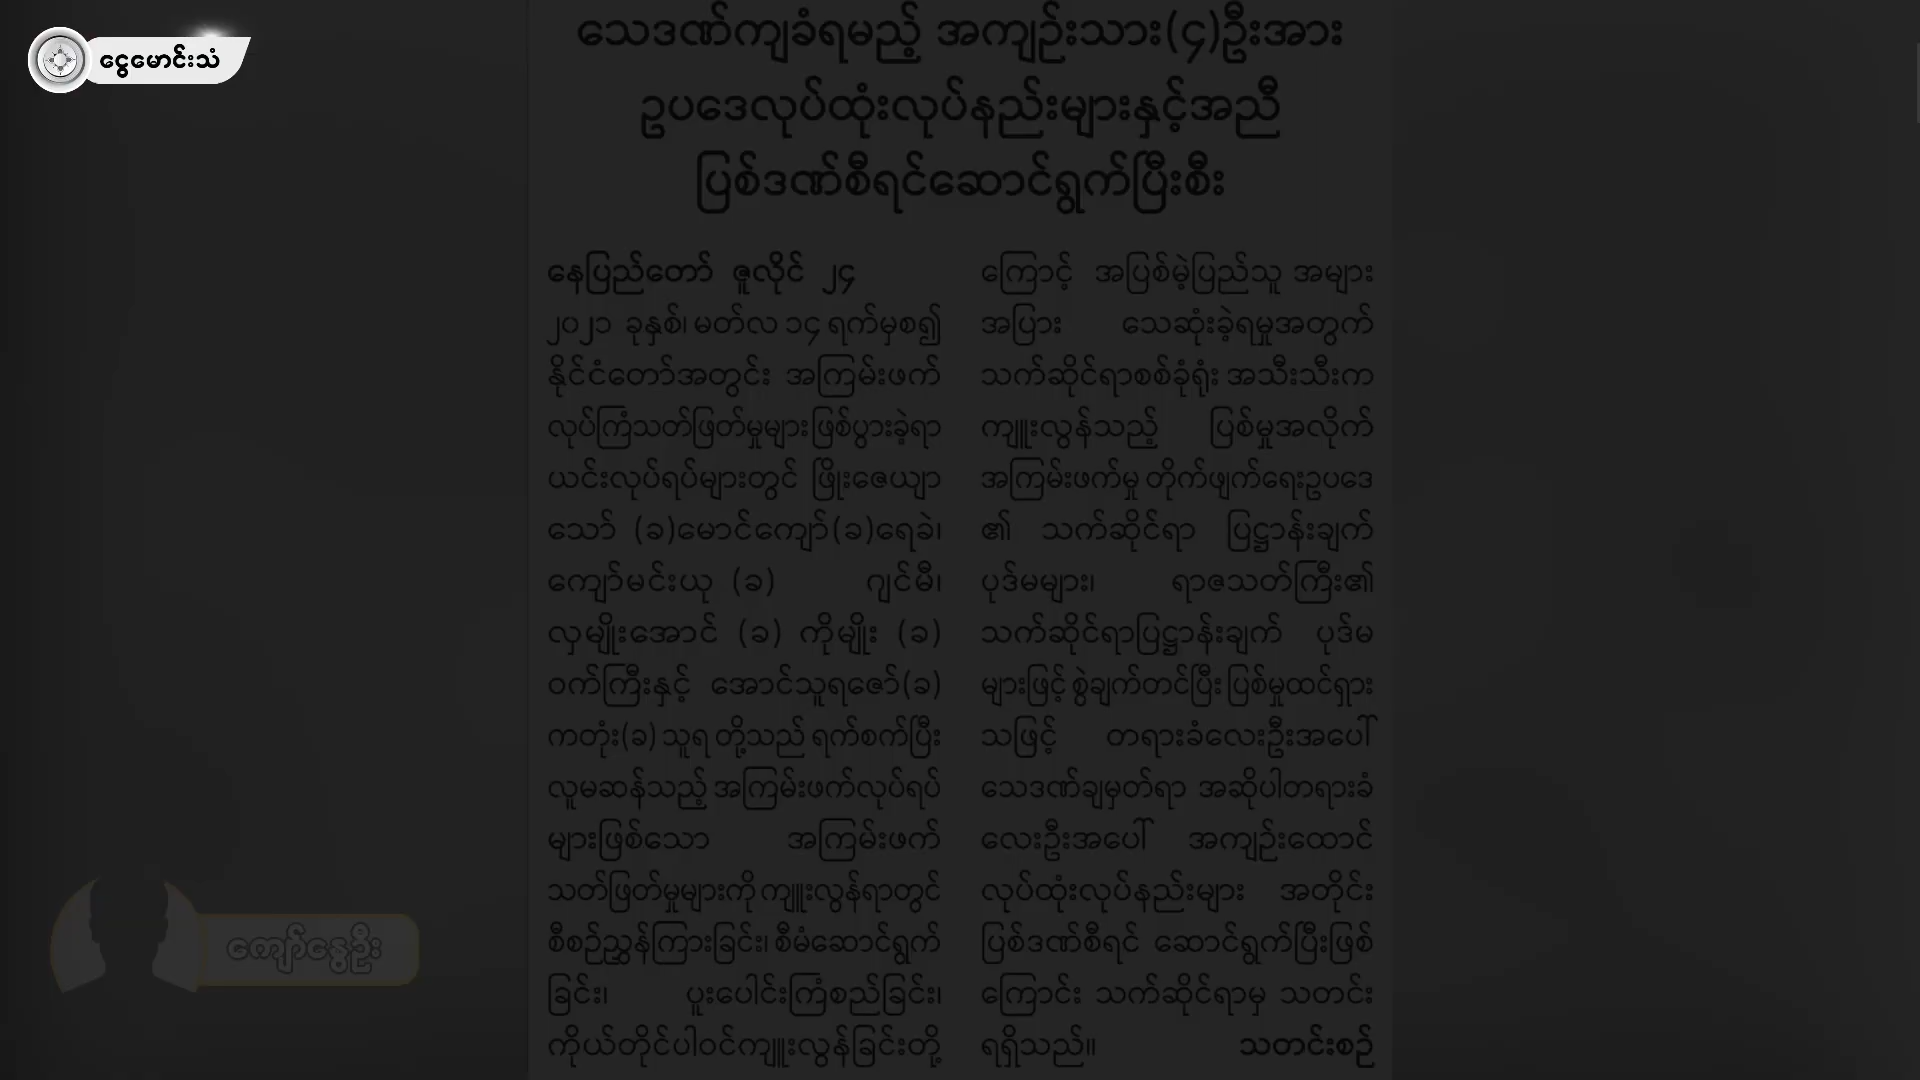 ငွေမောင်းသံ
သေဒဏ်ကျခံရမည့် အကျဉ်းသား(၄)ဦးအား
ဥပဒေလုပ်ထုံးလုပ်နည်းများနှင့်အညီ
ပြစ်ဒဏ်စီရင်ဆောင်ရွက်ပြီးစီး
နေပြည်တော် ဇူလိုင် ၂၄
၂၀၂၁ ခုနှစ်၊ မတ်လ ၁၄ ရက်မှစ၍
နိုင်ငံတော်အတွင်း အကြမ်းဖက်
လုပ်ကြံသတ်ဖြတ်မှုများဖြစ်ပွားခဲ့ရာ
ယင်းလုပ်ရပ်များတွင် ဖြိုးဇေယျာ
သော် (ခ)မောင်ကျော်(ခ)ရေခဲ၊
ကျော်မင်းယု (ခ) ဂျင်မီ၊
လှမျိုးအောင် (ခ) ကိုမျိုး (ခ)
ဝက်ကြီးနှင့် အောင်သူရဇော်(ခ)
ကတုံး(ခ) သူရ တို့သည် ရက်စက်ပြီး
လူမဆန်သည့် အကြမ်းဖက်လုပ်ရပ်
များဖြစ်သော အကြမ်းဖက်
သတ်ဖြတ်မှုများကို ကျူးလွန်ရာတွင်
စီစဉ်ညွှန်ကြားခြင်း၊ စီမံဆောင်ရွက်
ခြင်း၊ ပူးပေါင်းကြံစည်ခြင်း၊
ကိုယ်တိုင်ပါဝင်ကျူးလွန်ခြင်းတို့
ကြောင့် အပြစ်မဲ့ပြည်သူ အများ
အပြား သေဆုံးခဲ့ရမှုအတွက်
သက်ဆိုင်ရာစစ်ခုံရုံး အသီးသီးက
ကျူးလွန်သည့် ပြစ်မှုအလိုက်
အကြမ်းဖက်မှု တိုက်ဖျက်ရေးဥပဒေ
၏ သက်ဆိုင်ရာ ပြဋ္ဌာန်းချက်
ပုဒ်မများ၊ ရာဇသတ်ကြီး၏
သက်ဆိုင်ရာပြဋ္ဌာန်းချက် ပုဒ်မ
များဖြင့် စွဲချက်တင်ပြီး ပြစ်မှုထင်ရှား
သဖြင့် တရားခံလေးဦးအပေါ်
သေဒဏ်ချမှတ်ရာ အဆိုပါတရားခံ
လေးဦးအပေါ် အကျဉ်းထောင်
လုပ်ထုံးလုပ်နည်းများ အတိုင်း
ပြစ်ဒဏ်စီရင် ဆောင်ရွက်ပြီးဖြစ်
ကြောင်း သက်ဆိုင်ရာမှ သတင်း
ရရှိသည်။ သတင်းစဉ်
ကျော်နွေဦး